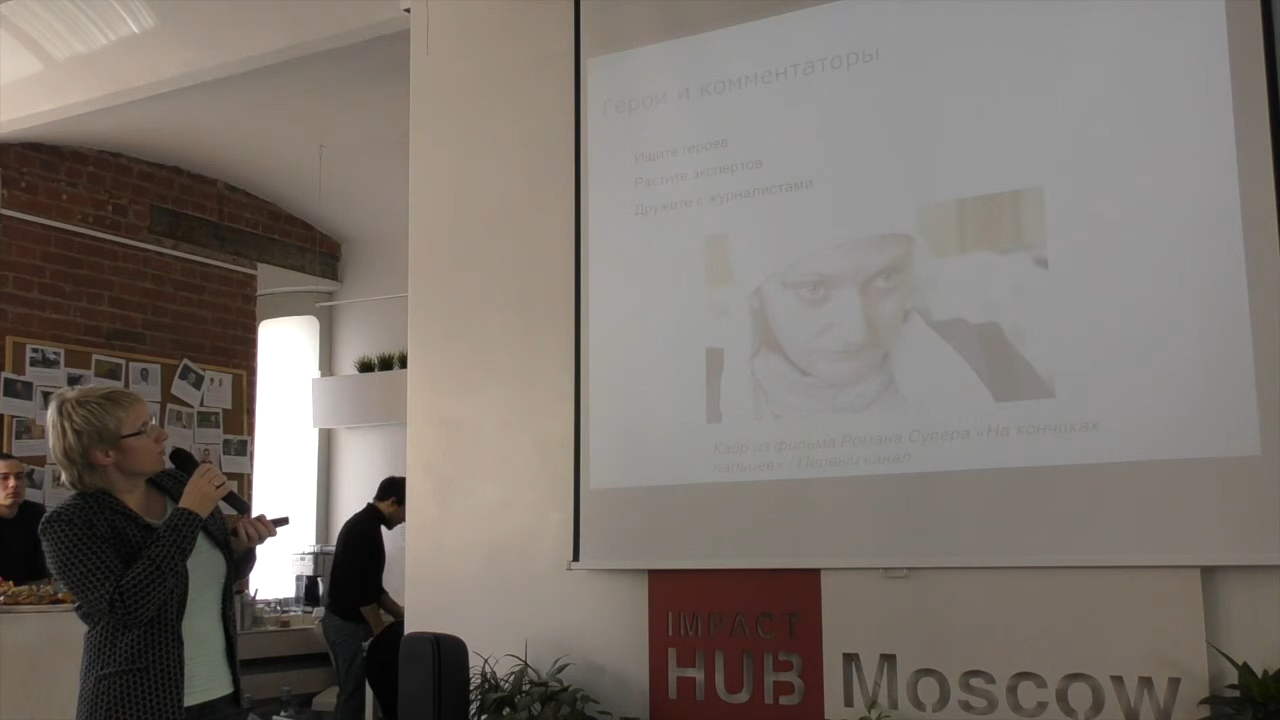 Герои и комментаторы
Ищите героев
Растите экспертов
Дружите с журналистами
Кадр из фильма Романа Супера «На кончиках
пальцев» / Первый канал
IMPACT
HUB Moscow